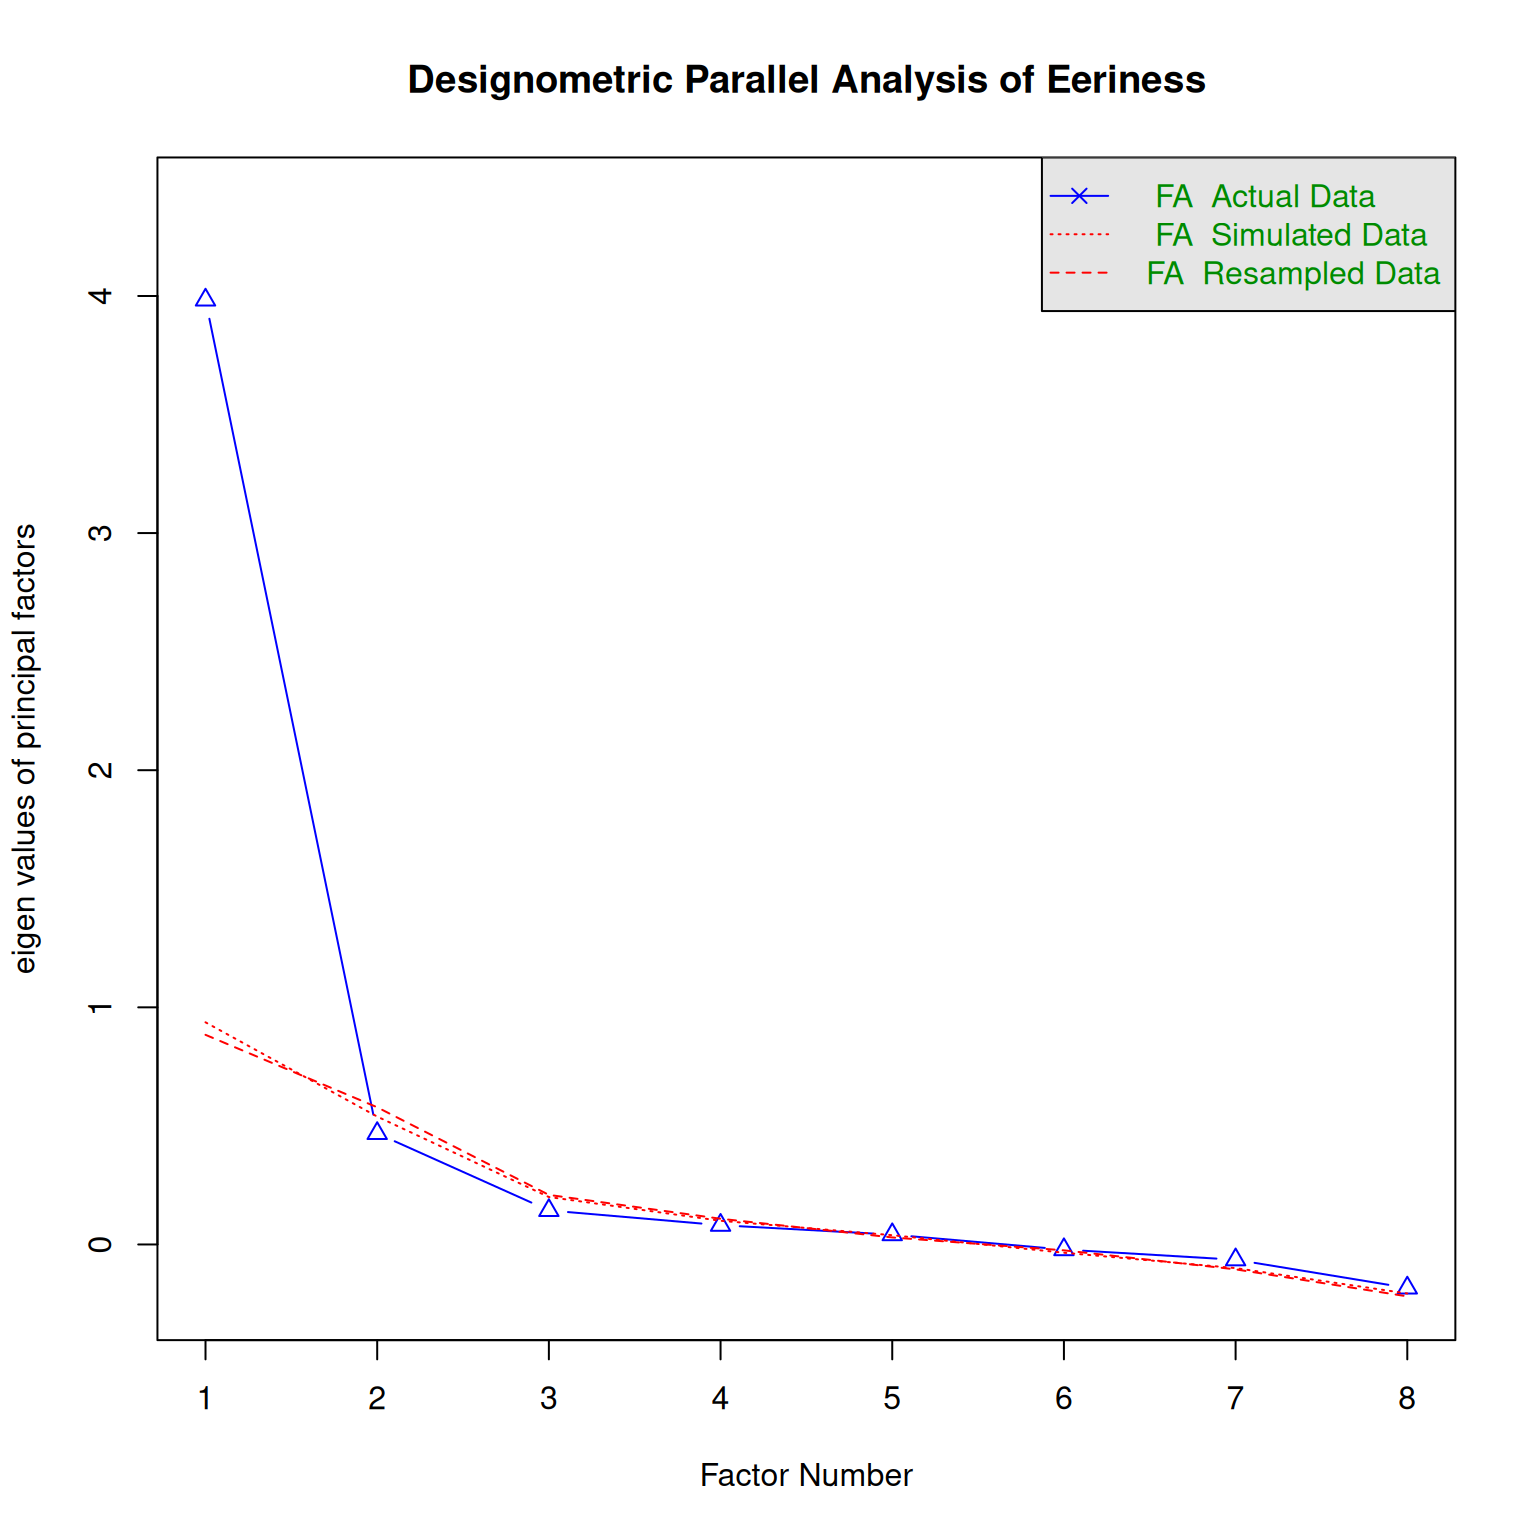 Designometric Parallel Analysis of Eeriness
FA Actual Data
FA Simulated Data
FA Resampled Data
eigen values of principal factors
4
3
2
1
0
1 2 3 4 5 6 7 8
Factor Number